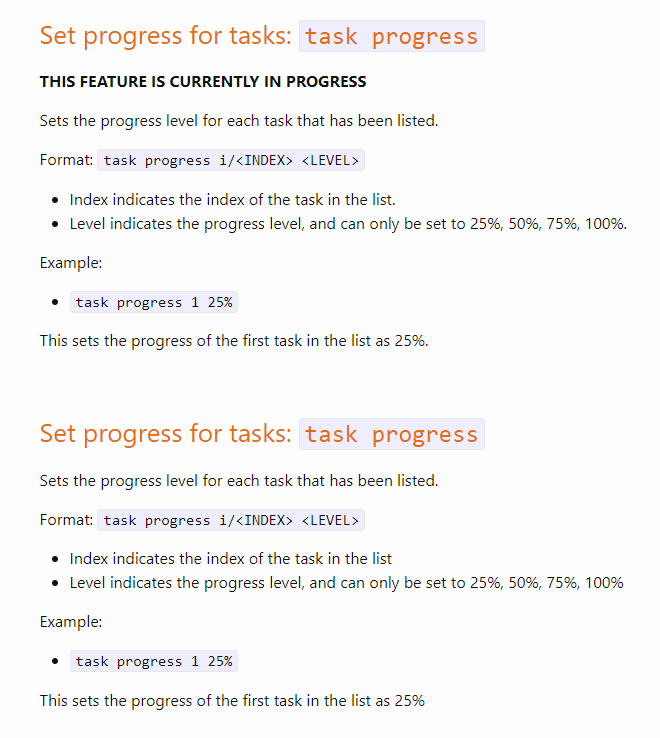 Set progress for tasks: task progress
THIS FEATURE IS CURRENTLY IN PROGRESS
Sets the progress level for each task that has been listed.
Format: task progress i/<INDEX> <LEVEL>
• Index indicates the index of the task in the list.
• Level indicates the progress level, and can only be set to 25%, 50%, 75%, 100%.
Example:
• task progress 1 25%
This sets the progress of the first task in the list as 25%.
Set progress for tasks: task progress
Sets the progress level for each task that has been listed.
Format: task progress i/<INDEX> <LEVEL>
• Index indicates the index of the task in the list
• Level indicates the progress level, and can only be set to 25%, 50%, 75%, 100%
Example:
• task progress 1 25%
This sets the progress of the first task in the list as 25%